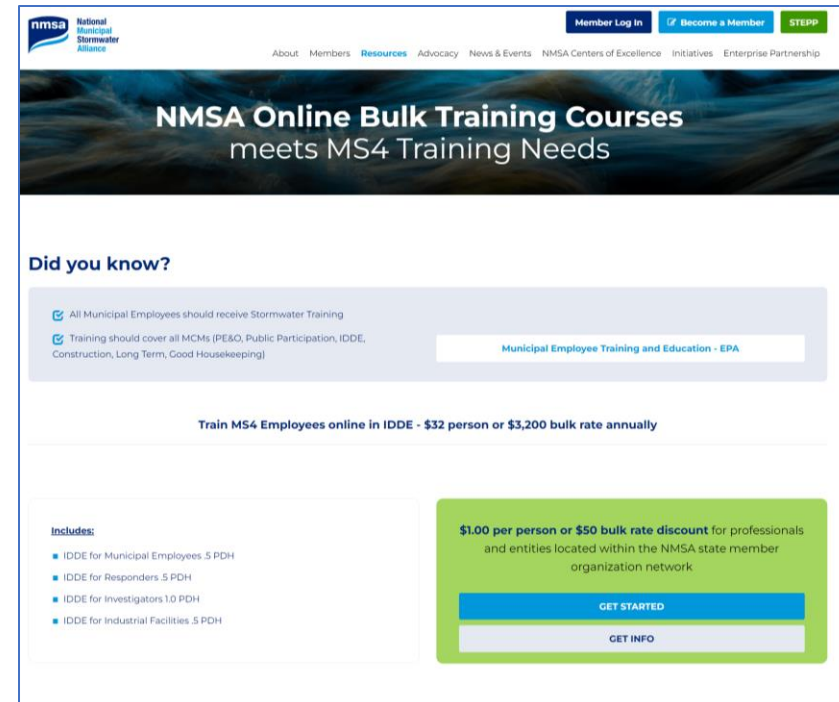 nmsa
National
Municipal
Stormwater
Alliance
Member Log In
Become a Member
STEPP
About Members Resources Advocacy News & Events NMSA Centers of Excellence Initiatives Enterprise Partnership
NMSA Online Bulk Training Courses
meets MS4 Training Needs
Did you know?
All Municipal Employees should receive Stormwater Training
Training should cover all MCMs (PE&O, Public Participation, IDDE,
Construction, Long Term, Good Housekeeping)
Municipal Employee Training and Education - EPA
Train MS4 Employees online in IDDE - $32 person or $3,200 bulk rate annually
Includes:
IDDE for Municipal Employees .5 PDH
IDDE for Responders .5 PDH
IDDE for Investigators 1.0 PDH
IDDE for Industrial Facilities .5 PDH
$1.00 per person or $50 bulk rate discount for professionals
and entities located within the NMSA state member
organization network
GET STARTED
GET INFO